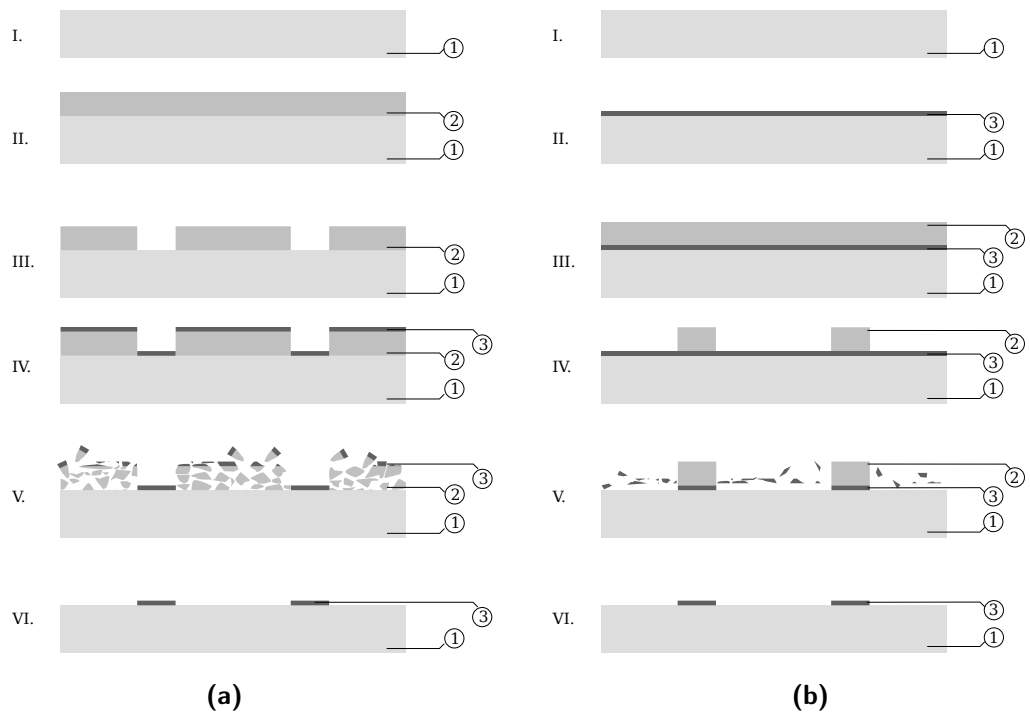 I.
①
II.
②
①
III.
②
①
IV.
③
②
①
V.
③
②
①
VI.
③
①
(a)
I.
①
II.
③
①
III.
②
③
①
IV.
②
③
①
V.
②
③
①
VI.
③
①
(b)